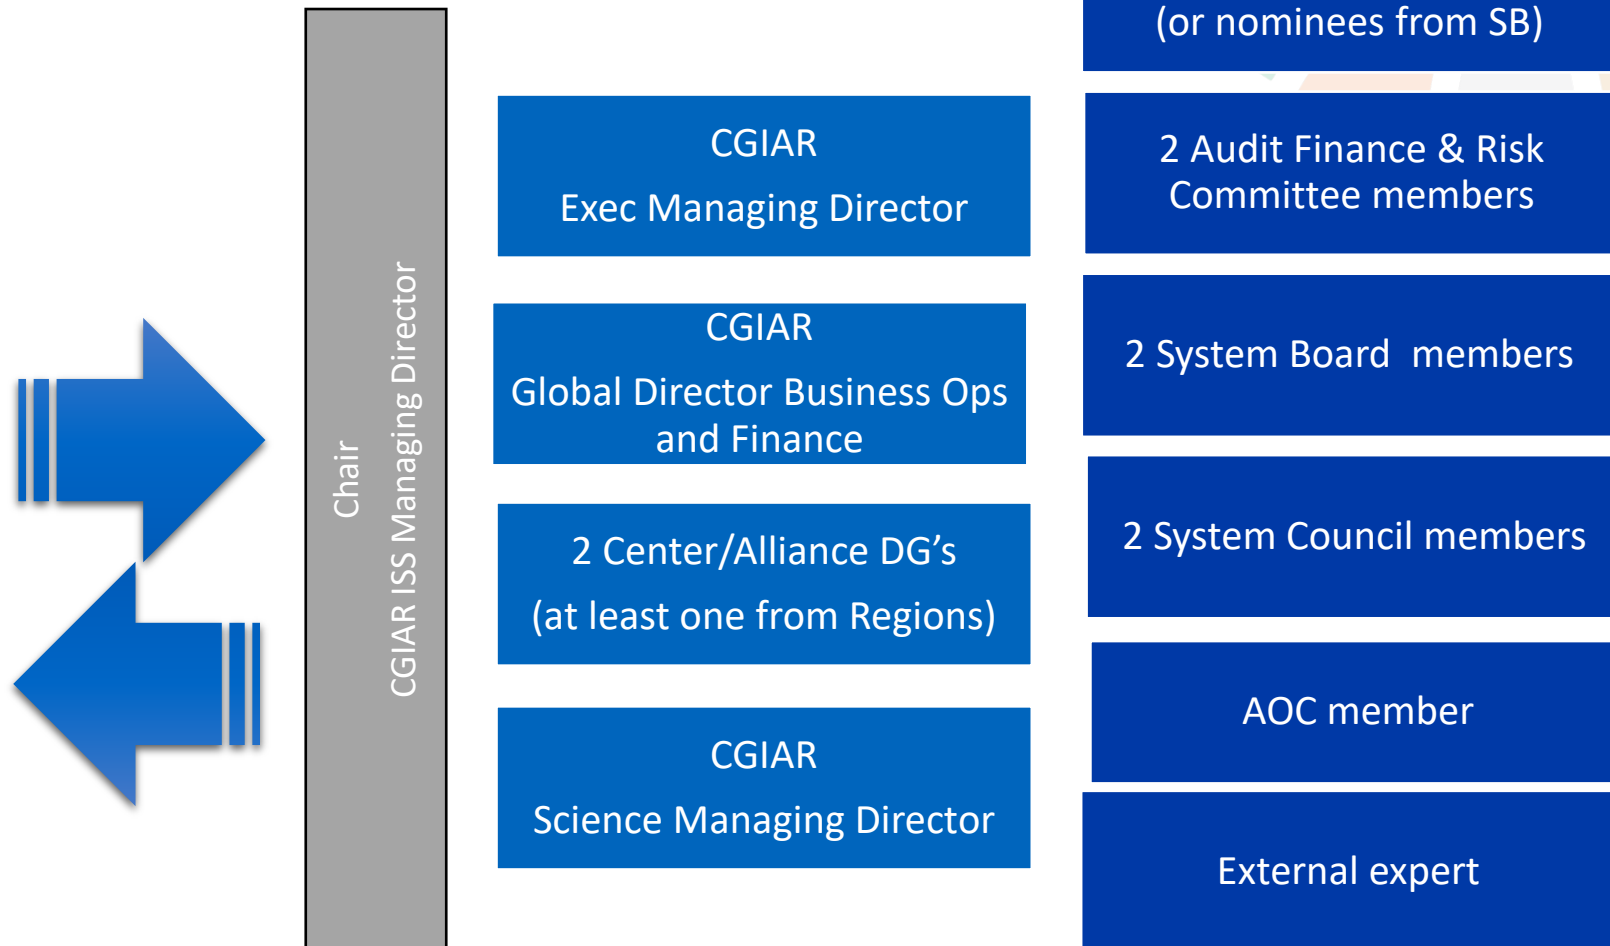 Chair
CGIAR ISS Managing Director
CGIAR
Exec Managing Director
CGIAR
Global Director Business Ops
and Finance
2 Center/Alliance DG’s
(at least one from Regions)
CGIAR
Science Managing Director
(or nominees from SB)
2 Audit Finance & Risk
Committee members
2 System Board  members
2 System Council members
AOC member
External expert